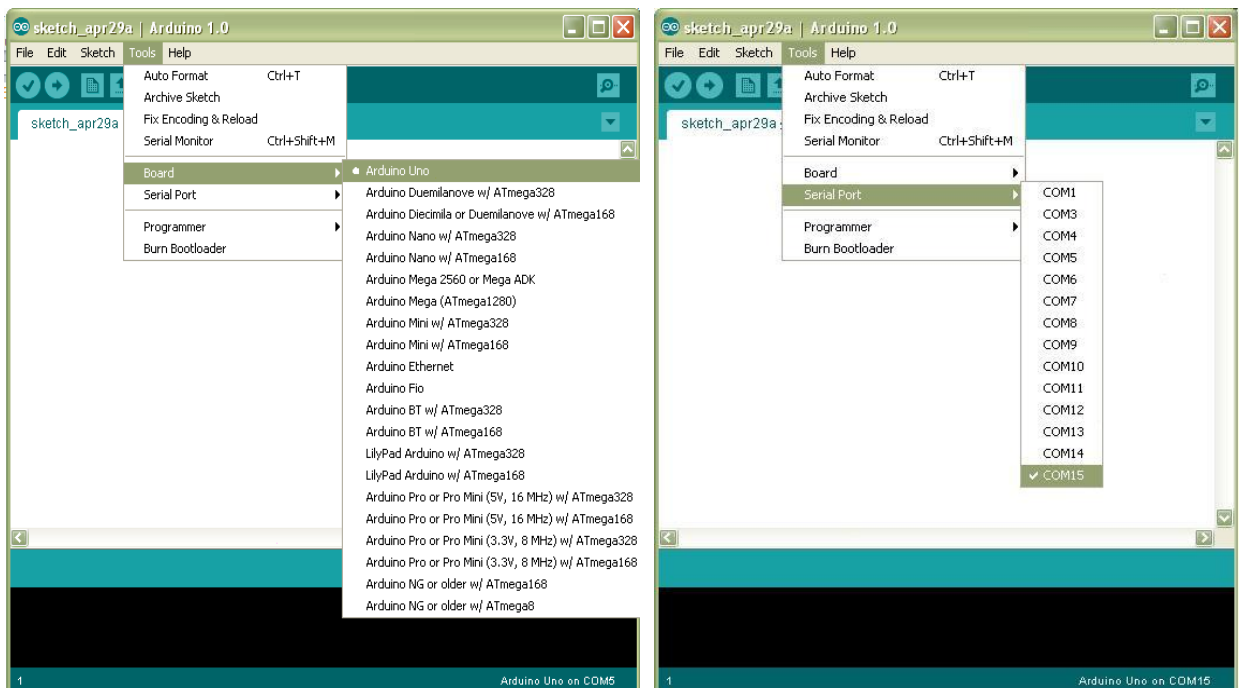 sketch_apr29a | Arduino 1.0
File Edit Sketch Tools Help
Auto Format Ctrl+T
Archive Sketch
Fix Encoding & Reload
Serial Monitor Ctrl+Shift+M
sketch_apr29a
Board
Serial Port
Programmer
Burn Bootloader
Arduino Uno
Arduino Duemilanove w/ ATmega328
Arduino Diecimila or Duemilanove w/ ATmega168
Arduino Nano w/ ATmega328
Arduino Nano w/ ATmega168
Arduino Mega 2560 or Mega ADK
Arduino Mega (ATmega1280)
Arduino Mini w/ ATmega328
Arduino Mini w/ ATmega168
Arduino Ethernet
Arduino Fio
Arduino BT w/ ATmega328
Arduino BT w/ ATmega168
LilyPad Arduino w/ ATmega328
LilyPad Arduino w/ ATmega168
Arduino Pro or Pro Mini (5V, 16 MHz) w/ ATmega328
Arduino Pro or Pro Mini (5V, 16 MHz) w/ ATmega168
Arduino Pro or Pro Mini (3.3V, 8 MHz) w/ ATmega328
Arduino Pro or Pro Mini (3.3V, 8 MHz) w/ ATmega168
Arduino NG or older w/ ATmega168
Arduino NG or older w/ ATmega8
1 Arduino Uno on COM5
sketch_apr29a | Arduino 1.0
File Edit Sketch Tools Help
Auto Format Ctrl+T
Archive Sketch
Fix Encoding & Reload
Serial Monitor Ctrl+Shift+M
sketch_apr29a
Board
Serial Port
Programmer
Burn Bootloader
COM1
COM3
COM4
COM5
COM6
COM7
COM8
COM9
COM10
COM11
COM12
COM13
COM14
COM15
1 Arduino Uno on COM15